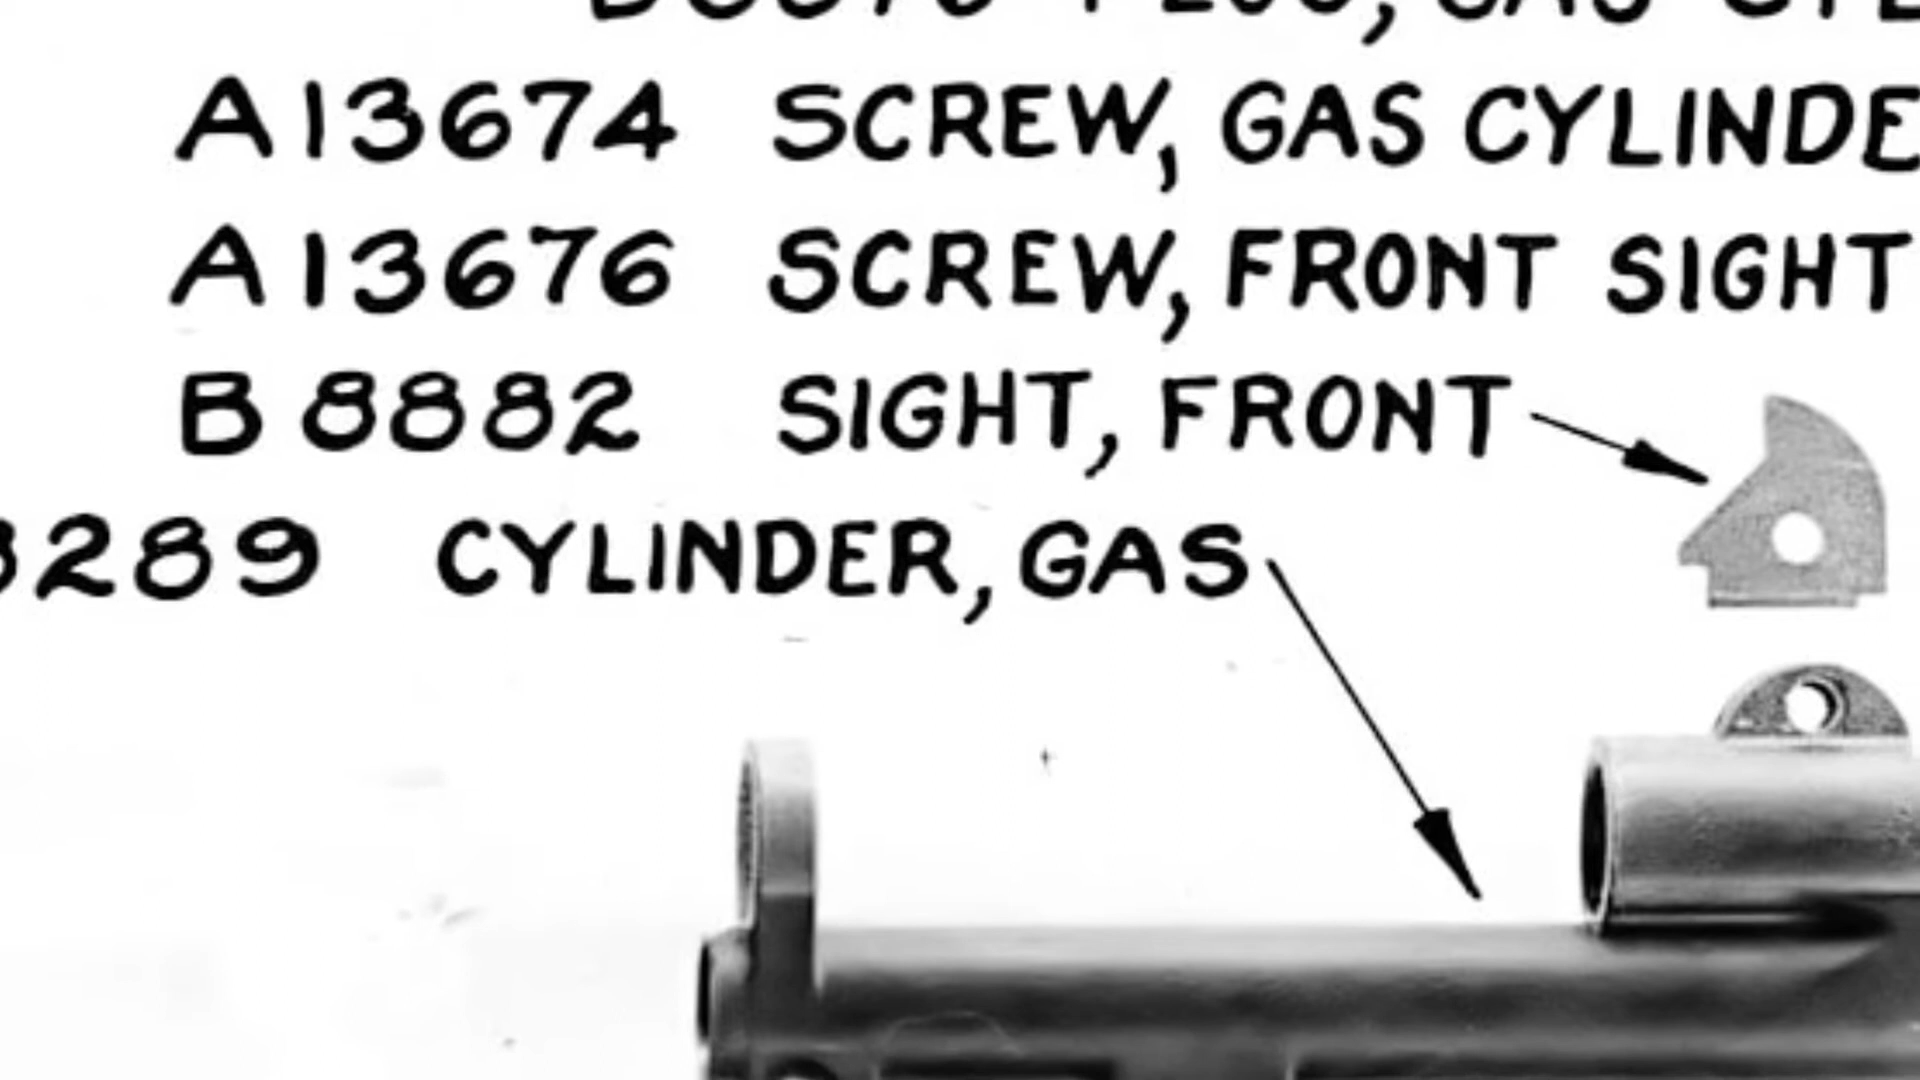 A13674 SCREW, GAS CYLINDE
A13676 SCREW, FRONT SIGHT
B8882 SIGHT, FRONT
289 CYLINDER, GAS